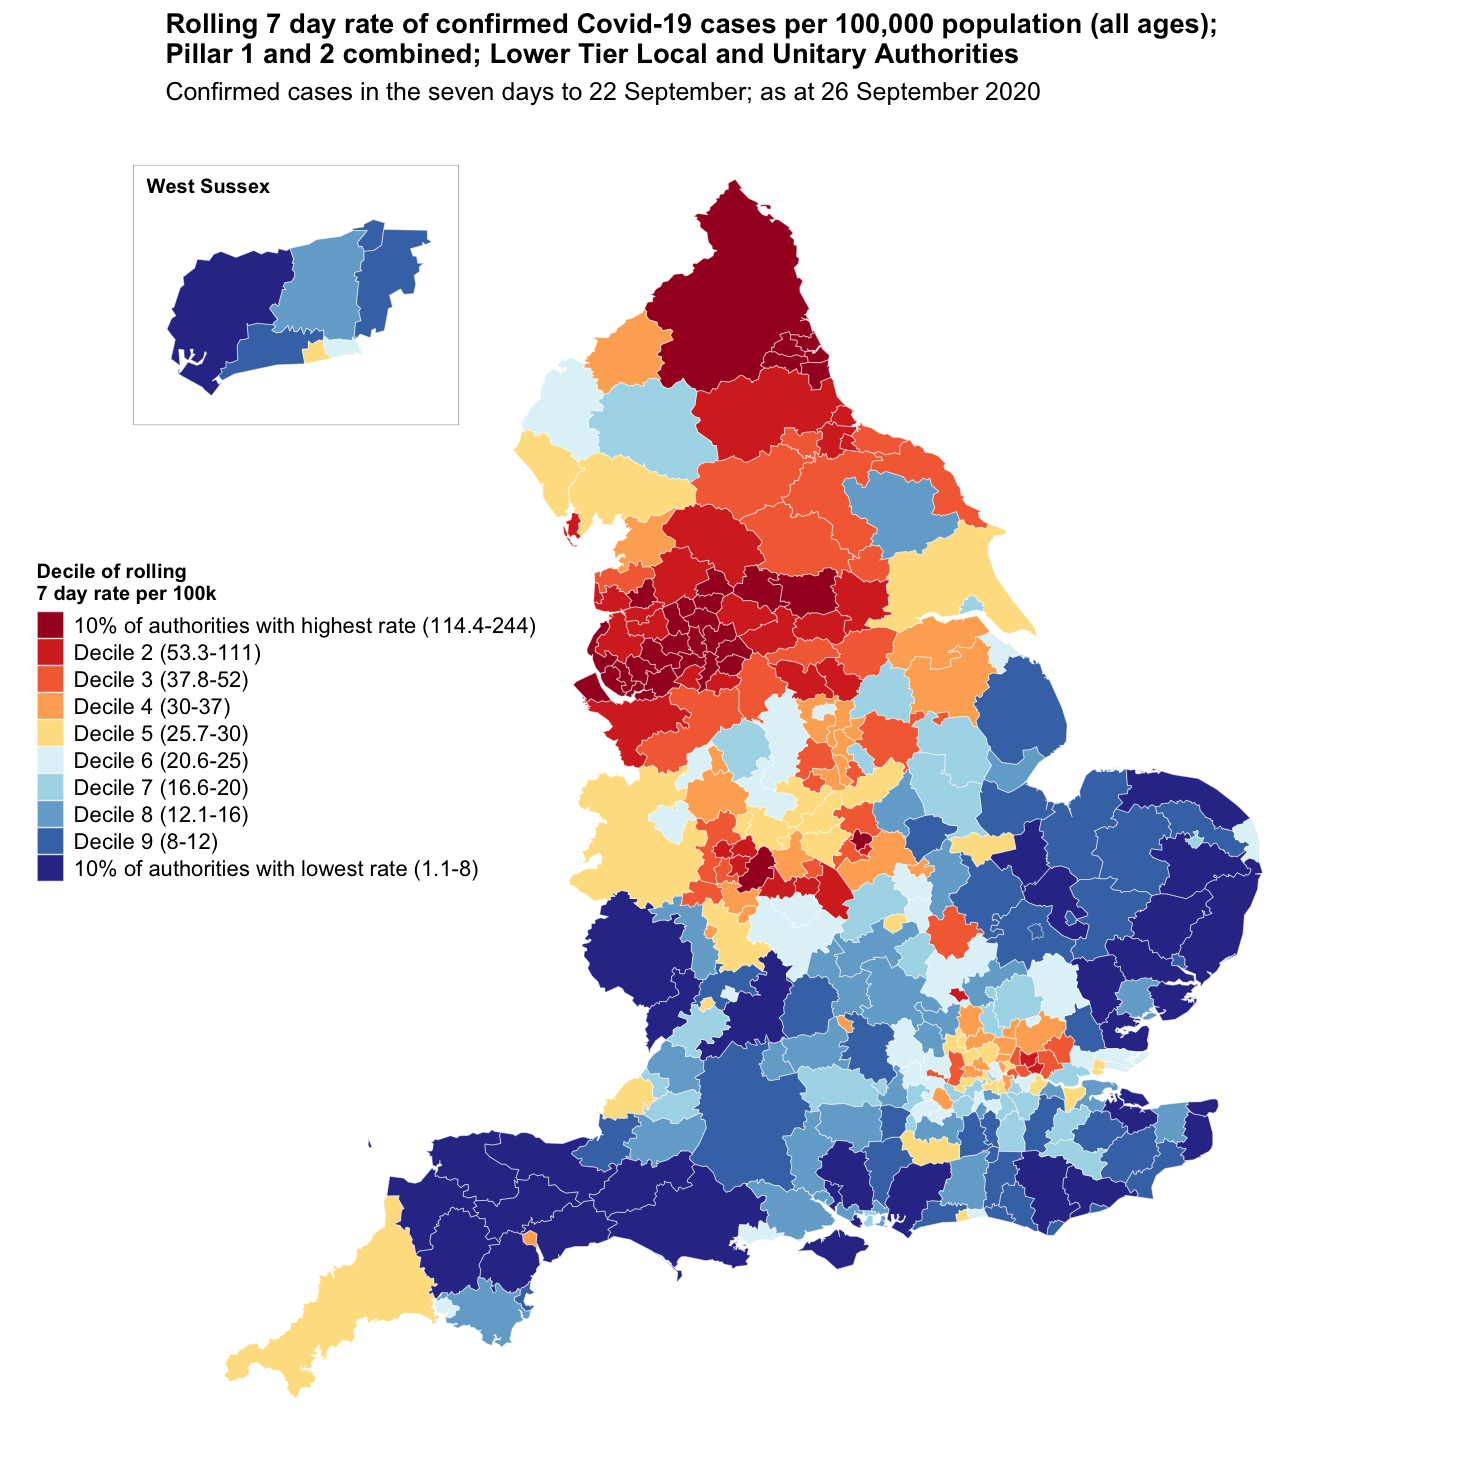 Rolling 7 day rate of confirmed Covid-19 cases per 100,000 population (all ages);
Pillar 1 and 2 combined; Lower Tier Local and Unitary Authorities
Confirmed cases in the seven days to 22 September; as at 26 September 2020
West Sussex
Decile of rolling
7 day rate per 100k
10% of authorities with highest rate (114.4-244)
Decile 2 (53.3-111)
Decile 3 (37.8-52)
Decile 4 (30-37)
Decile 5 (25.7-30)
Decile 6 (20.6-25)
Decile 7 (16.6-20)
Decile 8 (12.1-16)
Decile 9 (8-12)
10% of authorities with lowest rate (1.1-8)